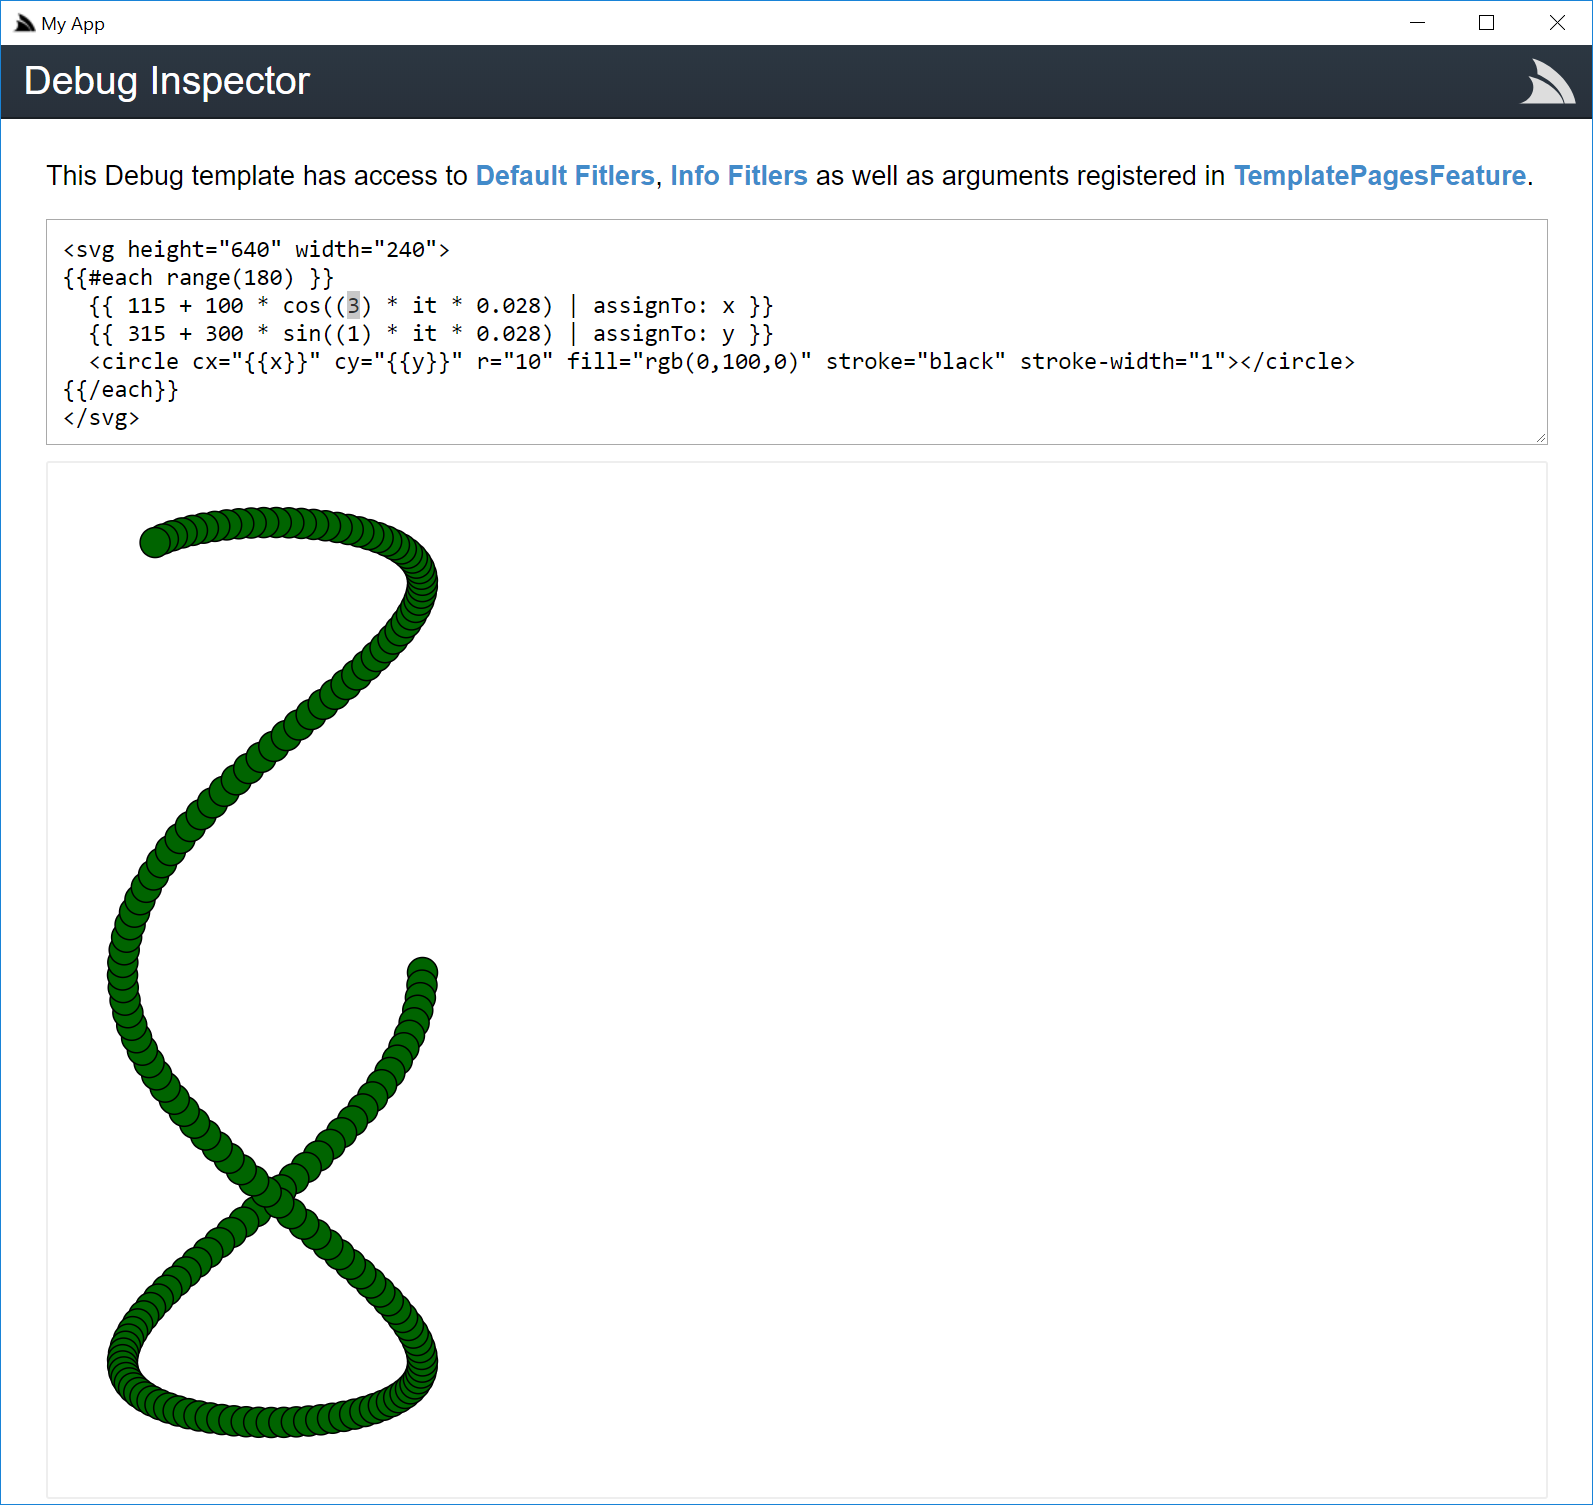 My App
Debug Inspector
This Debug template has access to Default Fitlers, Info Fitlers as well as arguments registered in TemplatePagesFeature.
<svg height="640" width="240">
{{#each range(180) }}
  {{ 115 + 100 * cos((3) * it * 0.028) | assignTo: x }}
  {{ 315 + 300 * sin((1) * it * 0.028) | assignTo: y }}
  <circle cx="{{x}}" cy="{{y}}" r="10" fill="rgb(0,100,0)" stroke="black" stroke-width="1"></circle>
{{/each}}
</svg>